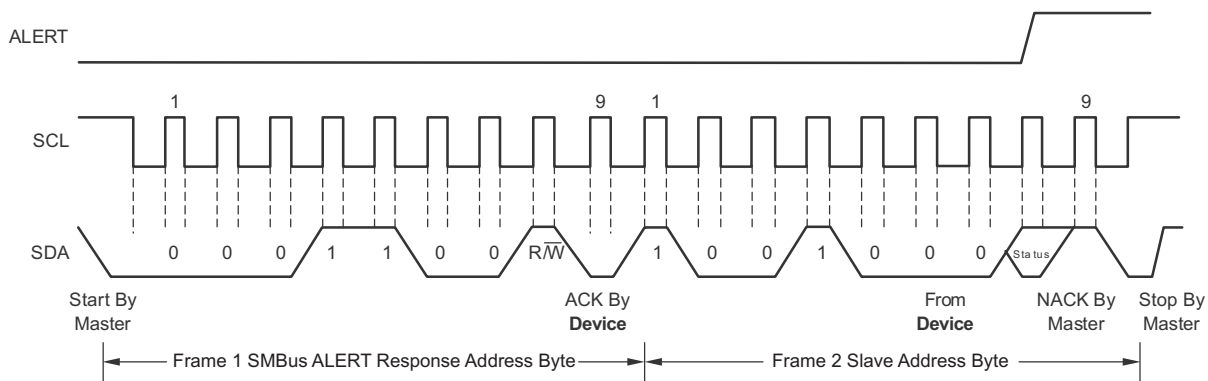 ALERT
1 9 1 9
SCL
SDA 0 0 0 1 1 0 0 R/W̅ 1 0 0 1 0 0 0 Status
Start By
Master
ACK By
Device
From
Device
NACK By
Master
Stop By
Master
Frame 1 SMBus ALERT Response Address Byte
Frame 2 Slave Address Byte